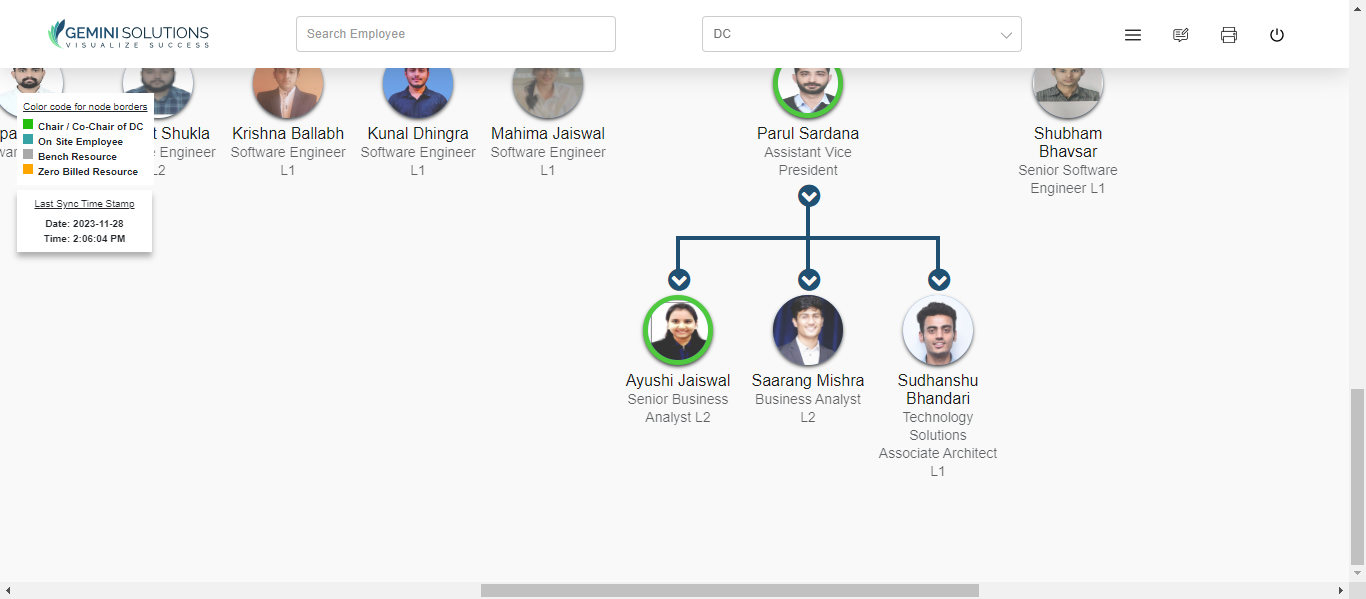 GEMINI SOLUTIONS
VISUALIZE SUCCESS
Search Employee
DC
Color code for node borders
Chair / Co-Chair of DC
On Site Employee
Bench Resource
Zero Billed Resource
Last Sync Time Stamp
Date: 2023-11-28
Time: 2:06:04 PM
Shukla
Engineer
L2
Krishna Ballabh
Software Engineer
L1
Kunal Dhingra
Software Engineer
L1
Mahima Jaiswal
Software Engineer
L1
Parul Sardana
Assistant Vice
President
Shubham
Bhavsar
Senior Software
Engineer L1
Ayushi Jaiswal
Senior Business
Analyst L2
Saarang Mishra
Business Analyst
L2
Sudhanshu
Bhandari
Technology
Solutions
Associate Architect
L1